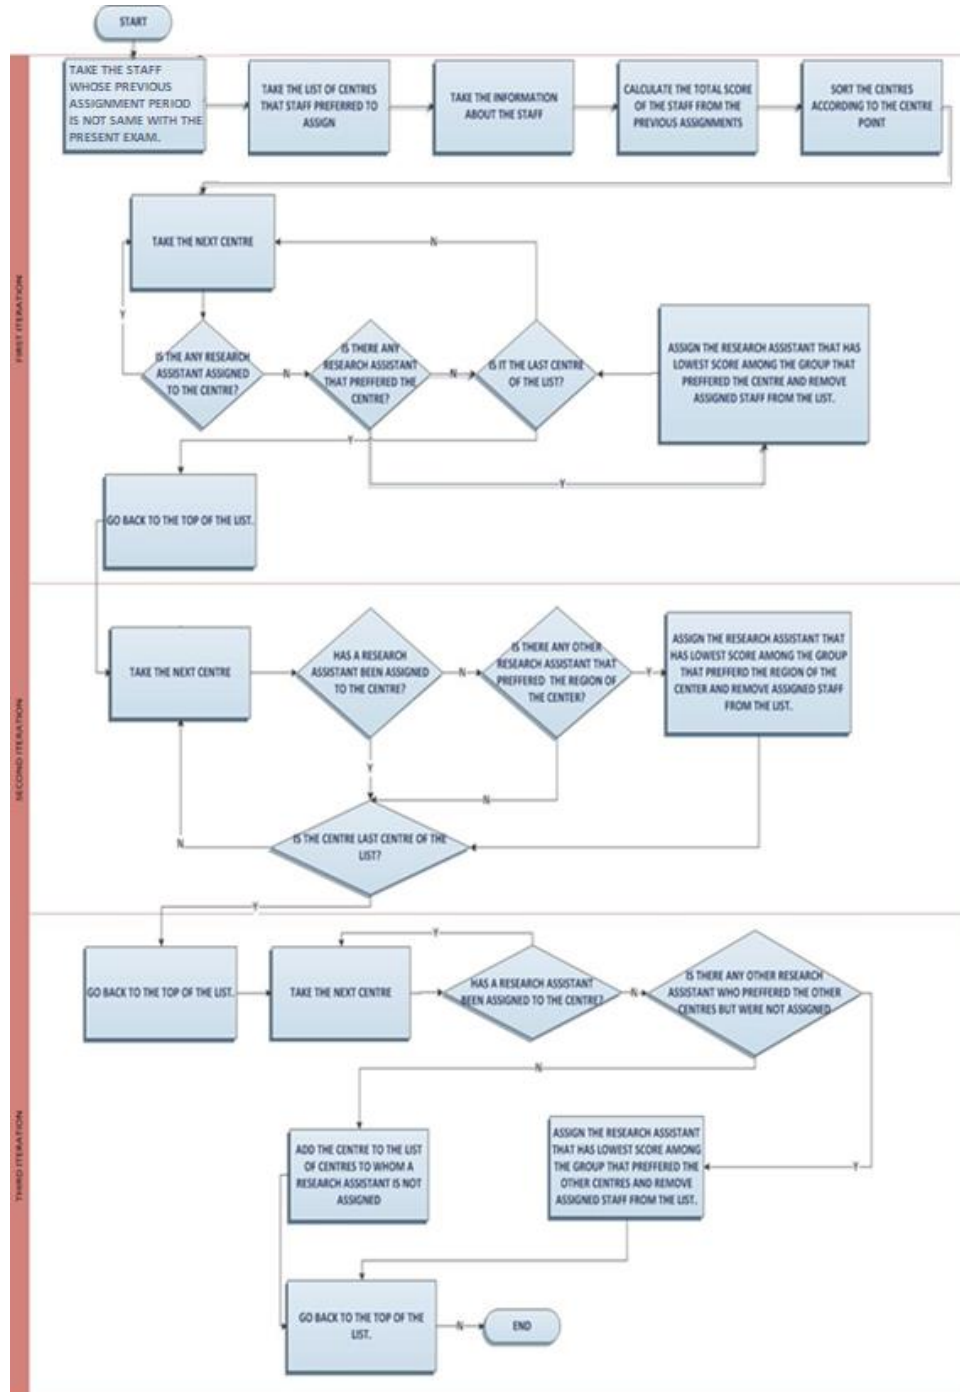 START
TAKE THE STAFF
WHOSE PREVIOUS
ASSIGNMENT PERIOD
IS NOT SAME WITH THE
PRESENT EXAM.
TAKE THE LIST OF CENTRES
THAT STAFF PREFERRED TO
ASSIGN
TAKE THE INFORMATION
ABOUT THE STAFF
CALCULATE THE TOTAL SCORE
OF THE STAFF FROM THE
PREVIOUS ASSIGNMENTS
SORT THE CENTRES
ACCORDING TO THE CENTRE
POINT
FIRST ITERATION
TAKE THE NEXT CENTRE
N
Y
IS THE ANY RESEARCH
ASSISTANT ASSIGNED
TO THE CENTRE?
N
IS THERE ANY
RESEARCH ASSISTANT
THAT PREFFERED THE
CENTRE?
N
IS IT THE LAST CENTRE
OF THE LIST?
ASSIGN THE RESEARCH ASSISTANT THAT HAS
LOWEST SCORE AMONG THE GROUP THAT
PREFFERED THE CENTRE AND REMOVE
ASSIGNED STAFF FROM THE LIST.
Y
Y
GO BACK TO THE TOP OF THE LIST.
SECOND ITERATION
TAKE THE NEXT CENTRE
HAS A RESEARCH
ASSISTANT BEEN ASSIGNED
TO THE CENTRE?
N
IS THERE ANY OTHER
RESEARCH ASSISTANT THAT
PREFFERED THE REGION OF
THE CENTER?
Y
ASSIGN THE RESEARCH ASSISTANT THAT
HAS LOWEST SCORE AMONG THE GROUP
THAT PREFFERD THE REGION OF THE
CENTER AND REMOVE ASSIGNED STAFF
FROM THE LIST.
Y
N
IS THE CENTRE LAST CENTRE OF THE
LIST?
N
Y
THIRD ITERATION
GO BACK TO THE TOP OF THE LIST.
TAKE THE NEXT CENTRE
Y
HAS A RESEARCH ASSISTANT
BEEN ASSIGNED TO THE CENTRE?
N
IS THERE ANY OTHER RESEARCH
ASSISTANT WHO PREFFERED THE OTHER
CENTRES BUT WERE NOT ASSIGNED
N
ADD THE CENTRE TO THE LIST
OF CENTRES TO WHOM A
RESEARCH ASSISTANT IS NOT
ASSIGNED
ASSIGN THE RESEARCH ASSISTANT
THAT HAS LOWEST SCORE AMONG
THE GROUP THAT PREFFERED THE
OTHER CENTRES AND REMOVE
ASSIGNED STAFF FROM THE LIST.
Y
GO BACK TO THE TOP OF THE
LIST.
N
END